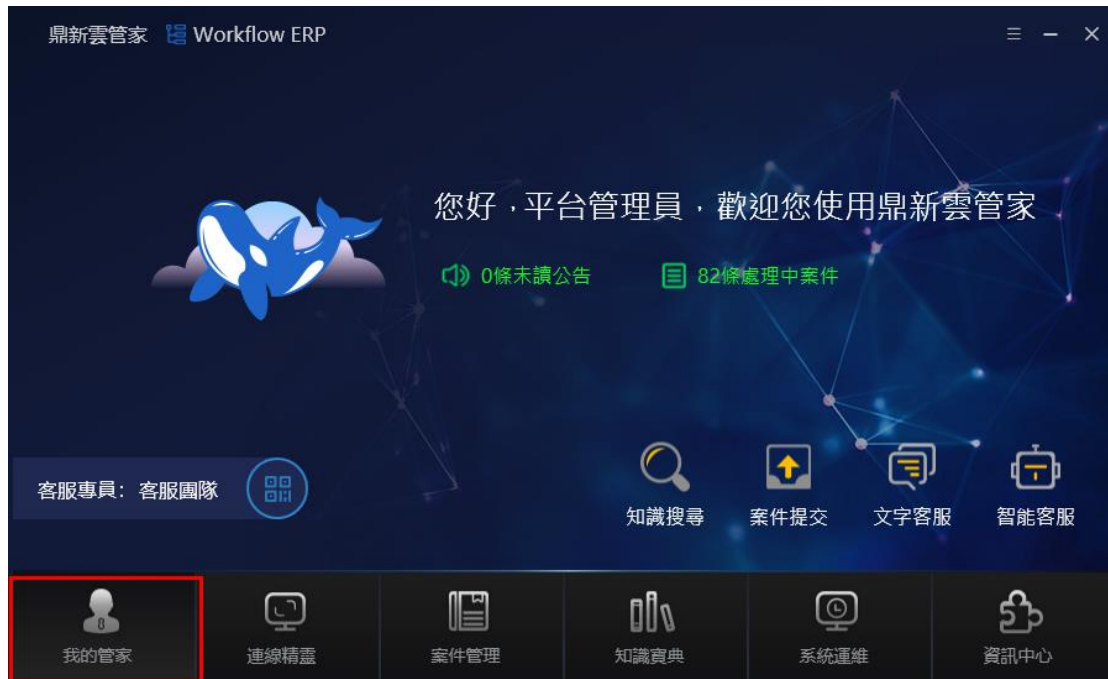 鼎新雲管家 Workflow ERP
您好，平台管理員，歡迎您使用鼎新雲管家
0條未讀公告 82條處理中案件
客服專員：客服團隊
知識搜尋 案件提交 文字客服 智能客服
我的管家 連線精靈 案件管理 知識寶典 系統運維 資訊中心